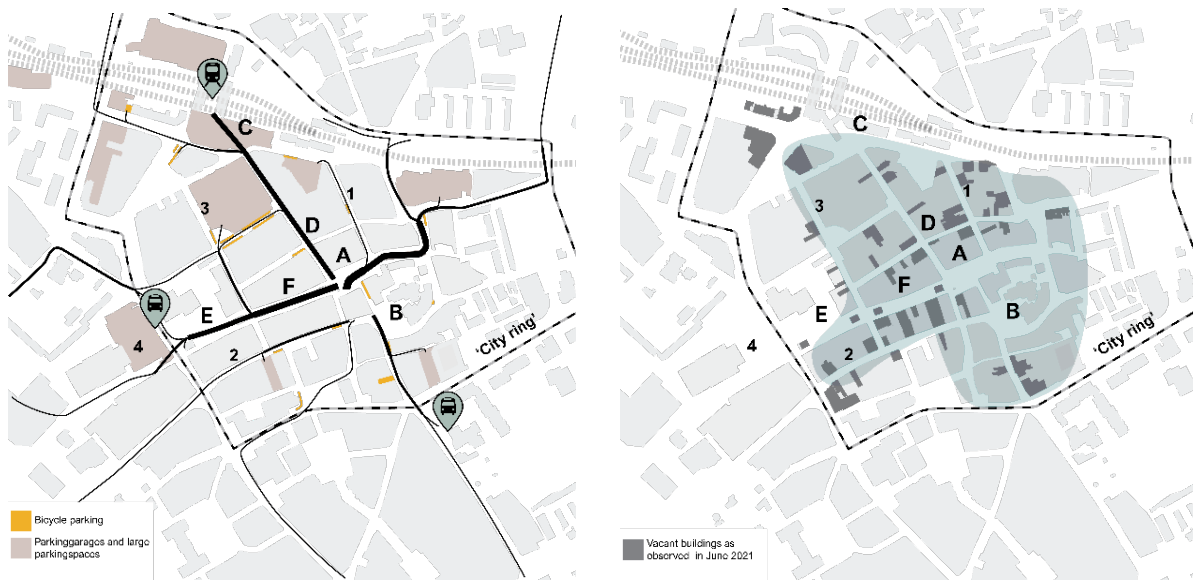 C
D
1
3
A
F
E
B
4
2
'City ring'
Bicycle parking
Parkinggarages and large
parkingspaces
C
1
3
D
A
F
B
E
4
2
'City ring'
Vacant buildings as
observed in June 2021